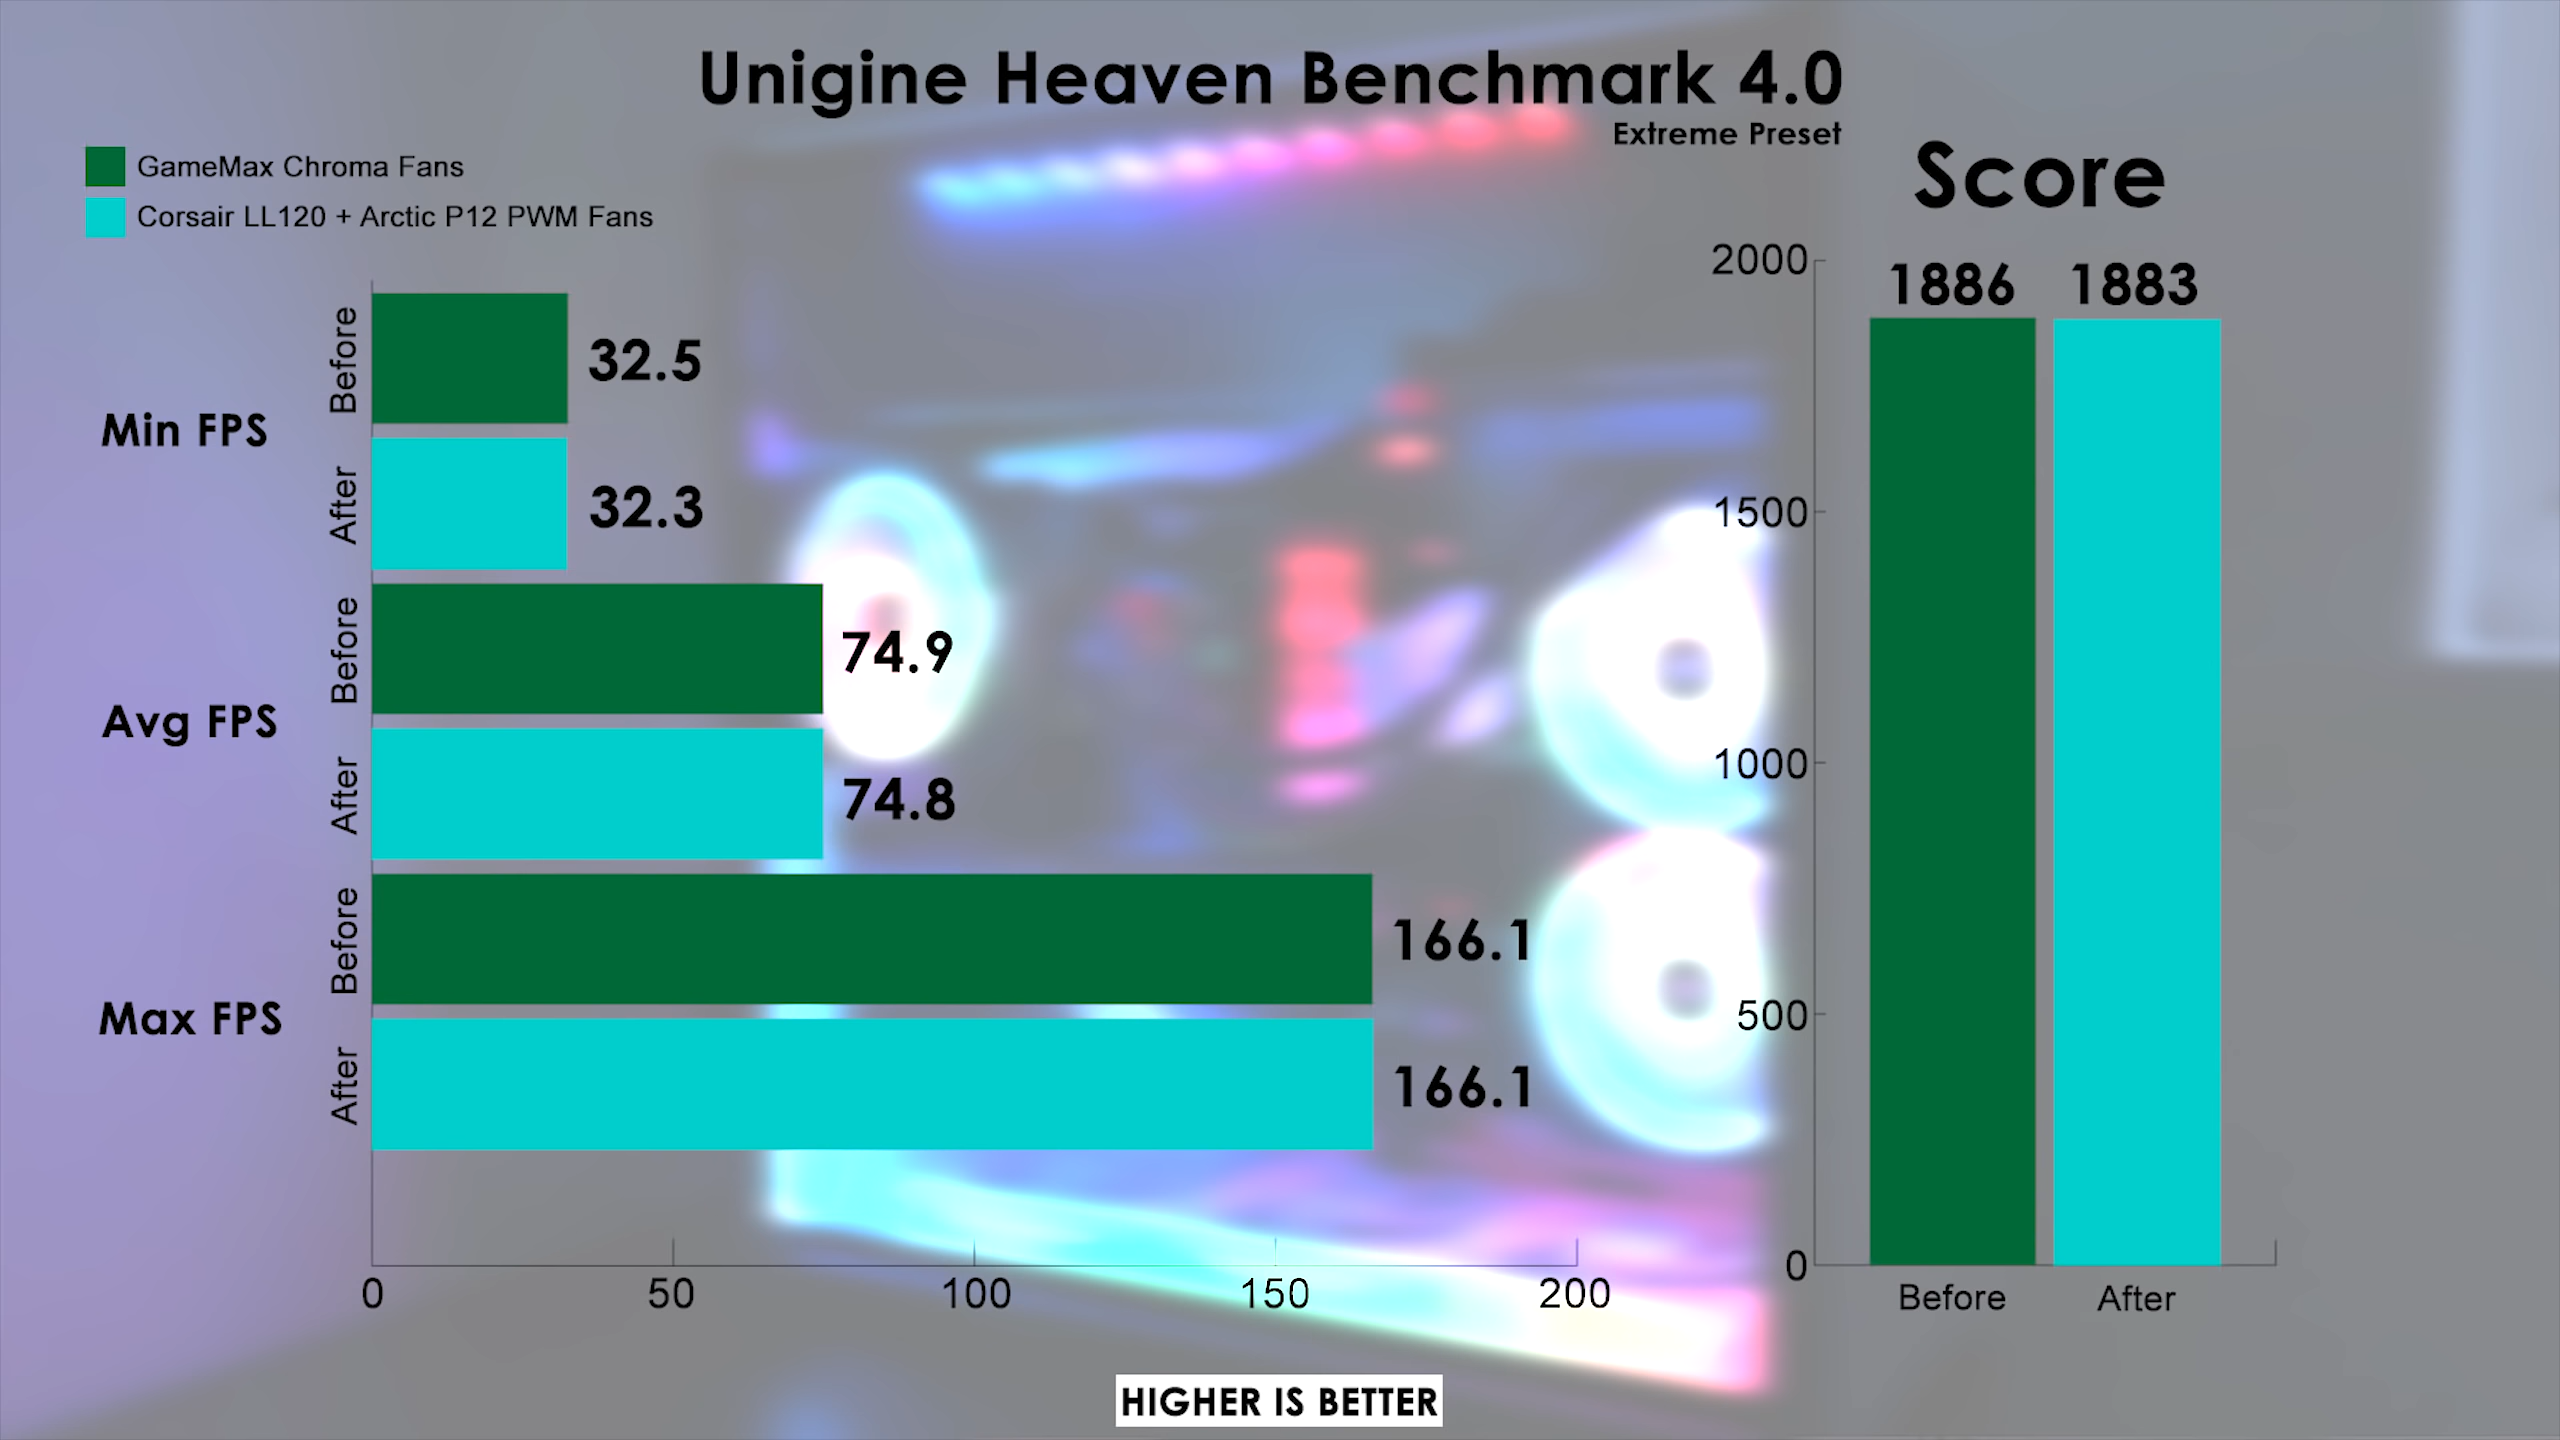 Unigine Heaven Benchmark 4.0
Extreme Preset
GameMax Chroma Fans
Corsair LL120 + Arctic P12 PWM Fans
Min FPS
Before
32.5
After
32.3
Avg FPS
Before
74.9
After
74.8
Max FPS
Before
166.1
After
166.1
0
50
100
150
200
Score
2000
1500
1000
500
0
1886
1883
Before
After
HIGHER IS BETTER